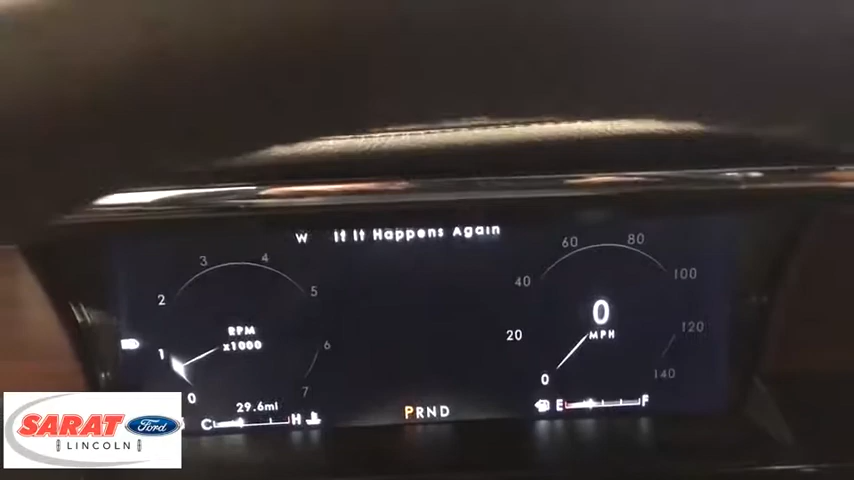 W It It Happens Again
3 4
2 5
RPM
x1000
1 6
0 7
29.6mi
C H
PRND
60 80
40 100
0
MPH
20 120
0 140
E F
SARAT Ford
LINCOLN